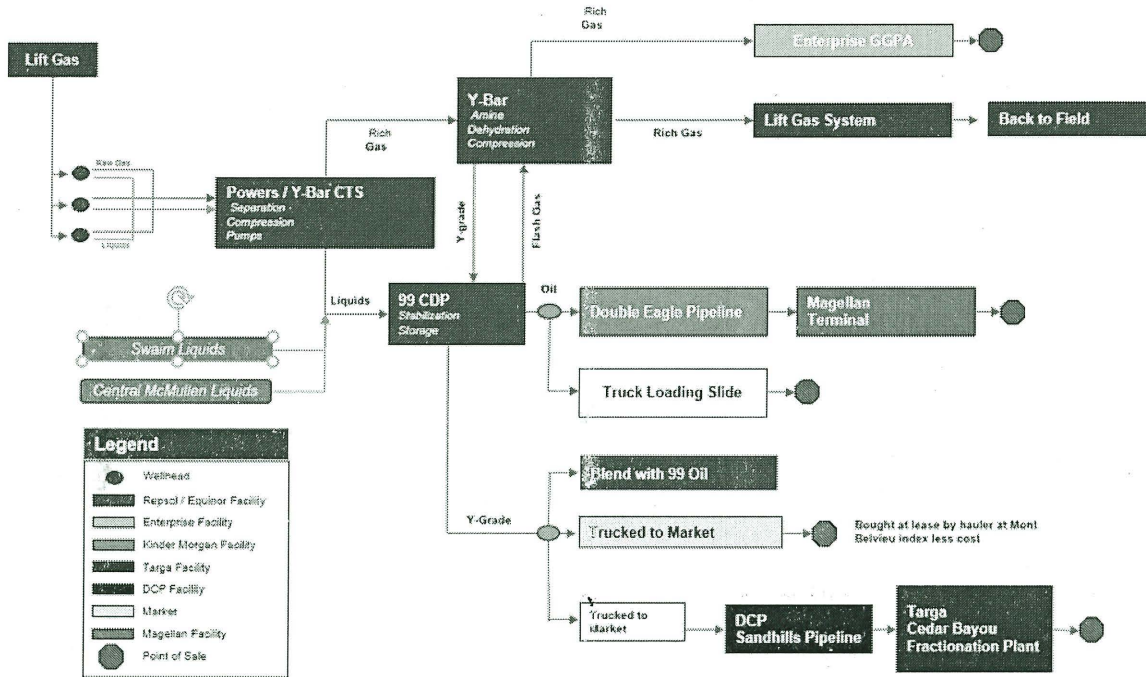 Rich
Gas
Enterprise GGPA
Lift Gas
Y-Bar
Amine
Dehydration
Compression
Rich
Gas
Rich Gas
Lift Gas System
Back to Field
Raw Gas
Liquids
Powers / Y-Bar CTS
Separation -
Compression
Pumps
Y-grade
Flash Gas
Liquids
99 CDP
Stabilization
Storage
Oil
Double Eagle Pipeline
Magellan
Terminal
Swaim Liquids
Central McMullen Liquids
Truck Loading Slide
Legend
Wellhead
Repsol / Equinor Facility
Enterprise Facility
Kinder Morgan Facility
Targa Facility
DCP Facility
Market
Magellan Facility
Point of Sale
Y-Grade
Blend with 99 Oil
Trucked to Market
Bought at lease by hauler at Mont
Belvieu index less cost
Trucked to
Market
DCP
Sandhills Pipeline
Targa
Cedar Bayou
Fractionation Plant